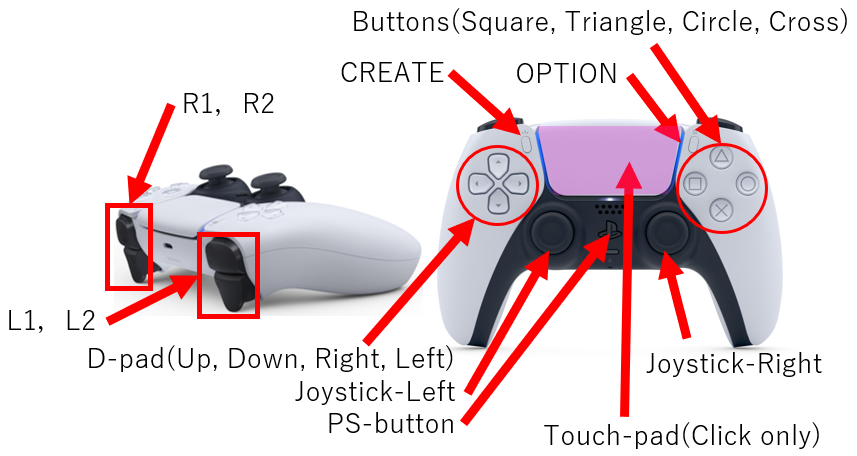 Buttons(Square, Triangle, Circle, Cross)
CREATE
OPTION
R1, R2
L1, L2
D-pad(Up, Down, Right, Left)
Joystick-Left
PS-button
Joystick-Right
Touch-pad(Click only)